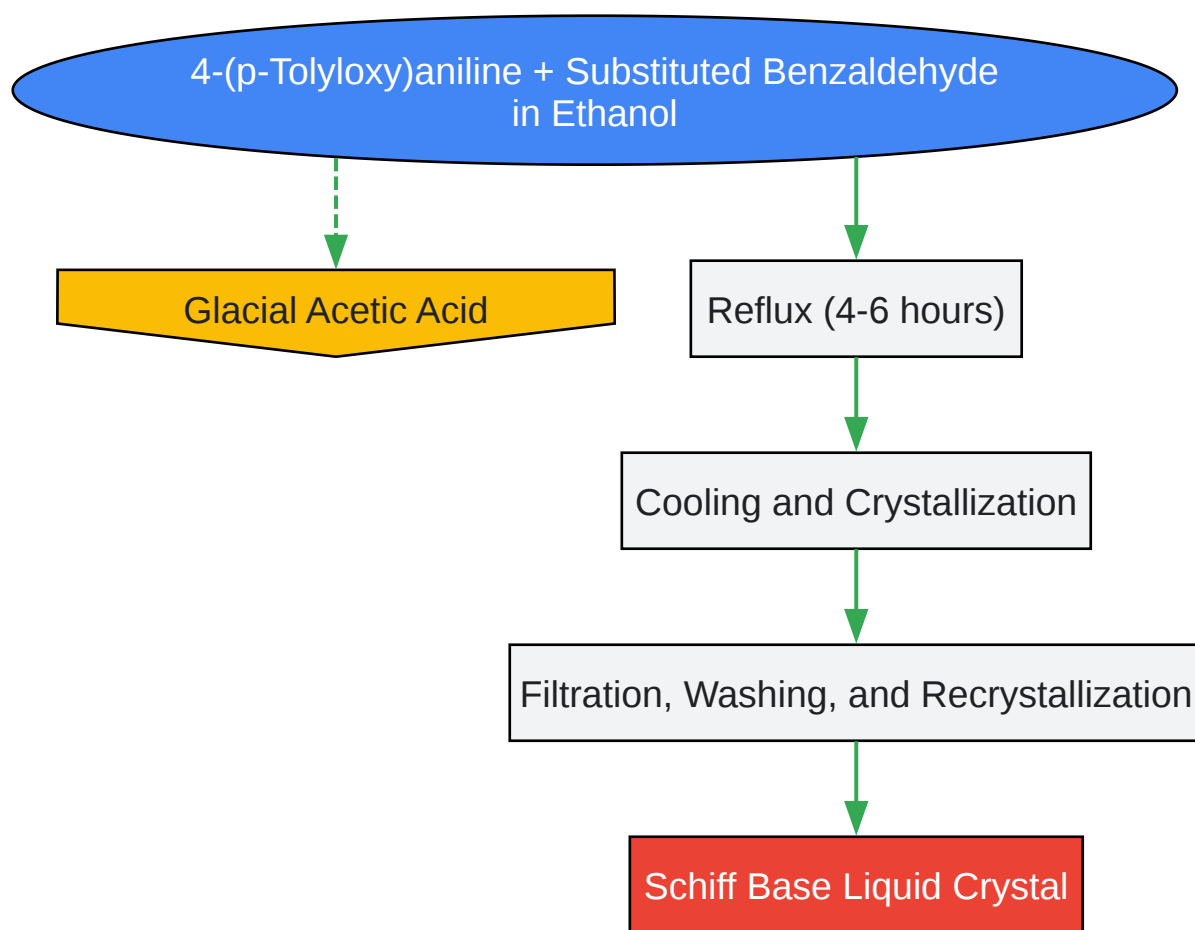 4-(p-Tolyloxy)aniline + Substituted Benzaldehyde
in Ethanol
Glacial Acetic Acid
Reflux (4-6 hours)
Cooling and Crystallization
Filtration, Washing, and Recrystallization
Schiff Base Liquid Crystal